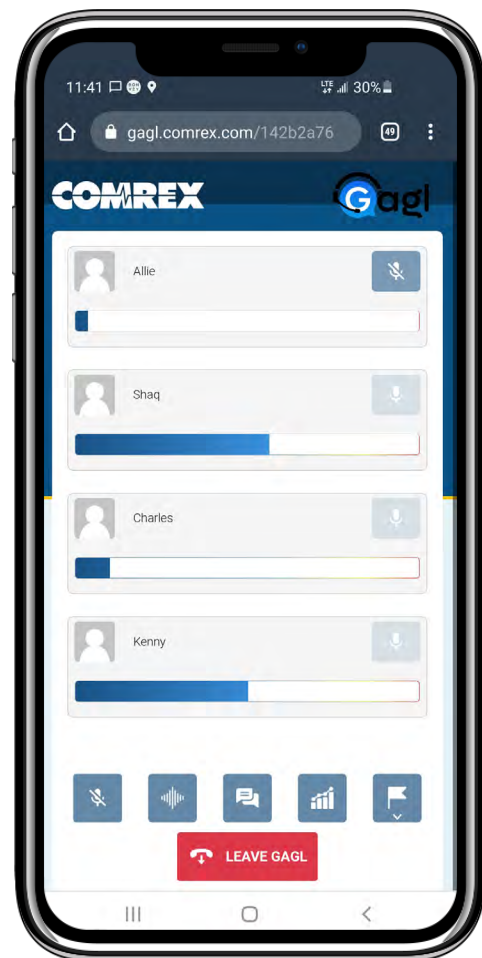 11:41 LTE 30%
gagl.comrex.com/142b2a76 49
COMREX Gagl
Allie
Shaq
Charles
Kenny
LEAVE GAGL